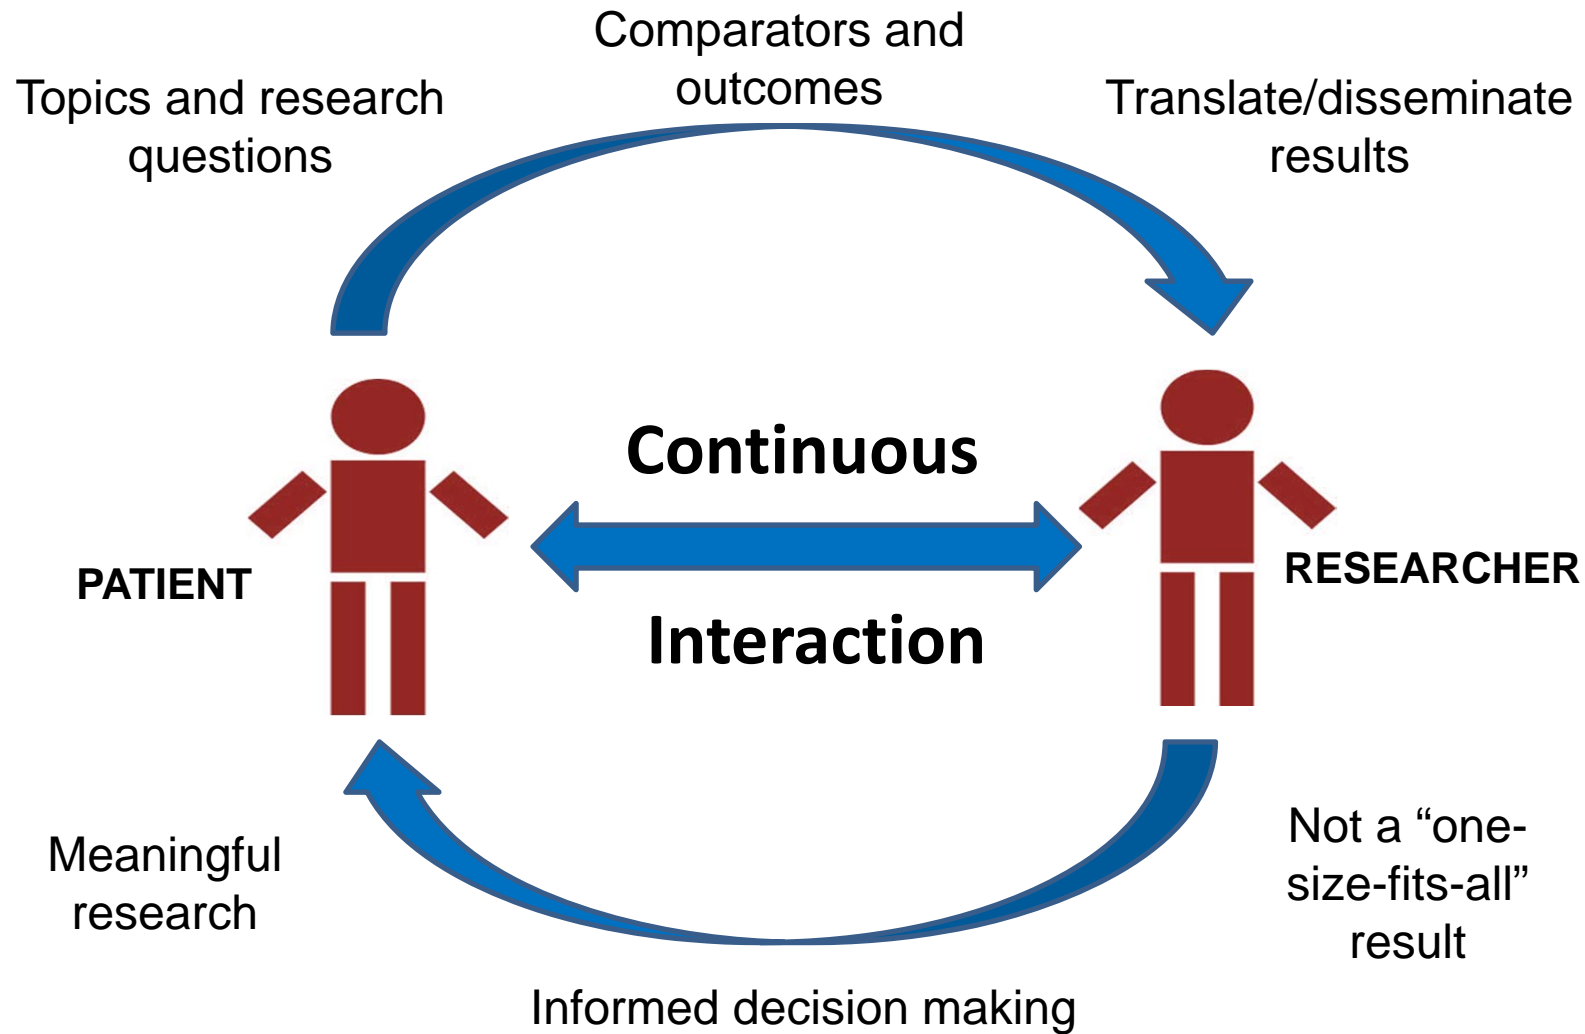 Comparators and
outcomes
Topics and research
questions
Translate/disseminate
results
Continuous
Interaction
PATIENT
RESEARCHER
Meaningful
research
Not a “one-
size-fits-all”
result
Informed decision making